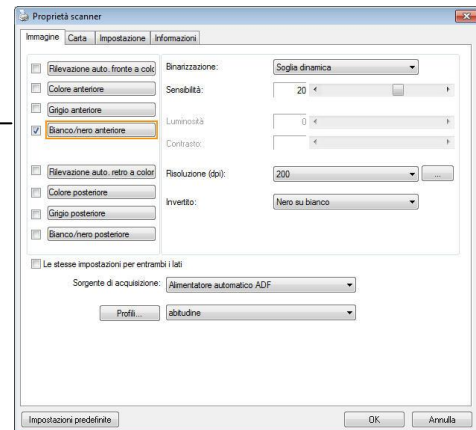 Proprietà scanner
Immagine Carta Impostazione Informazioni
Rilevazione auto. fronte a colo
Colore anteriore
Grigio anteriore
Bianco/nero anteriore
Rilevazione auto. retro a color
Colore posteriore
Grigio posteriore
Bianco/nero posteriore
Binarizzazione: Soglia dinamica
Sensibilità: 20
Luminosità 0
Contrasto:
Risoluzione (dpi): 200 ...
Invertito: Nero su bianco
Le stesse impostazioni per entrambi i lati
Sorgente di acquisizione: Alimentatore automatico ADF
Profili... abitudine
Impostazioni predefinite OK Annulla